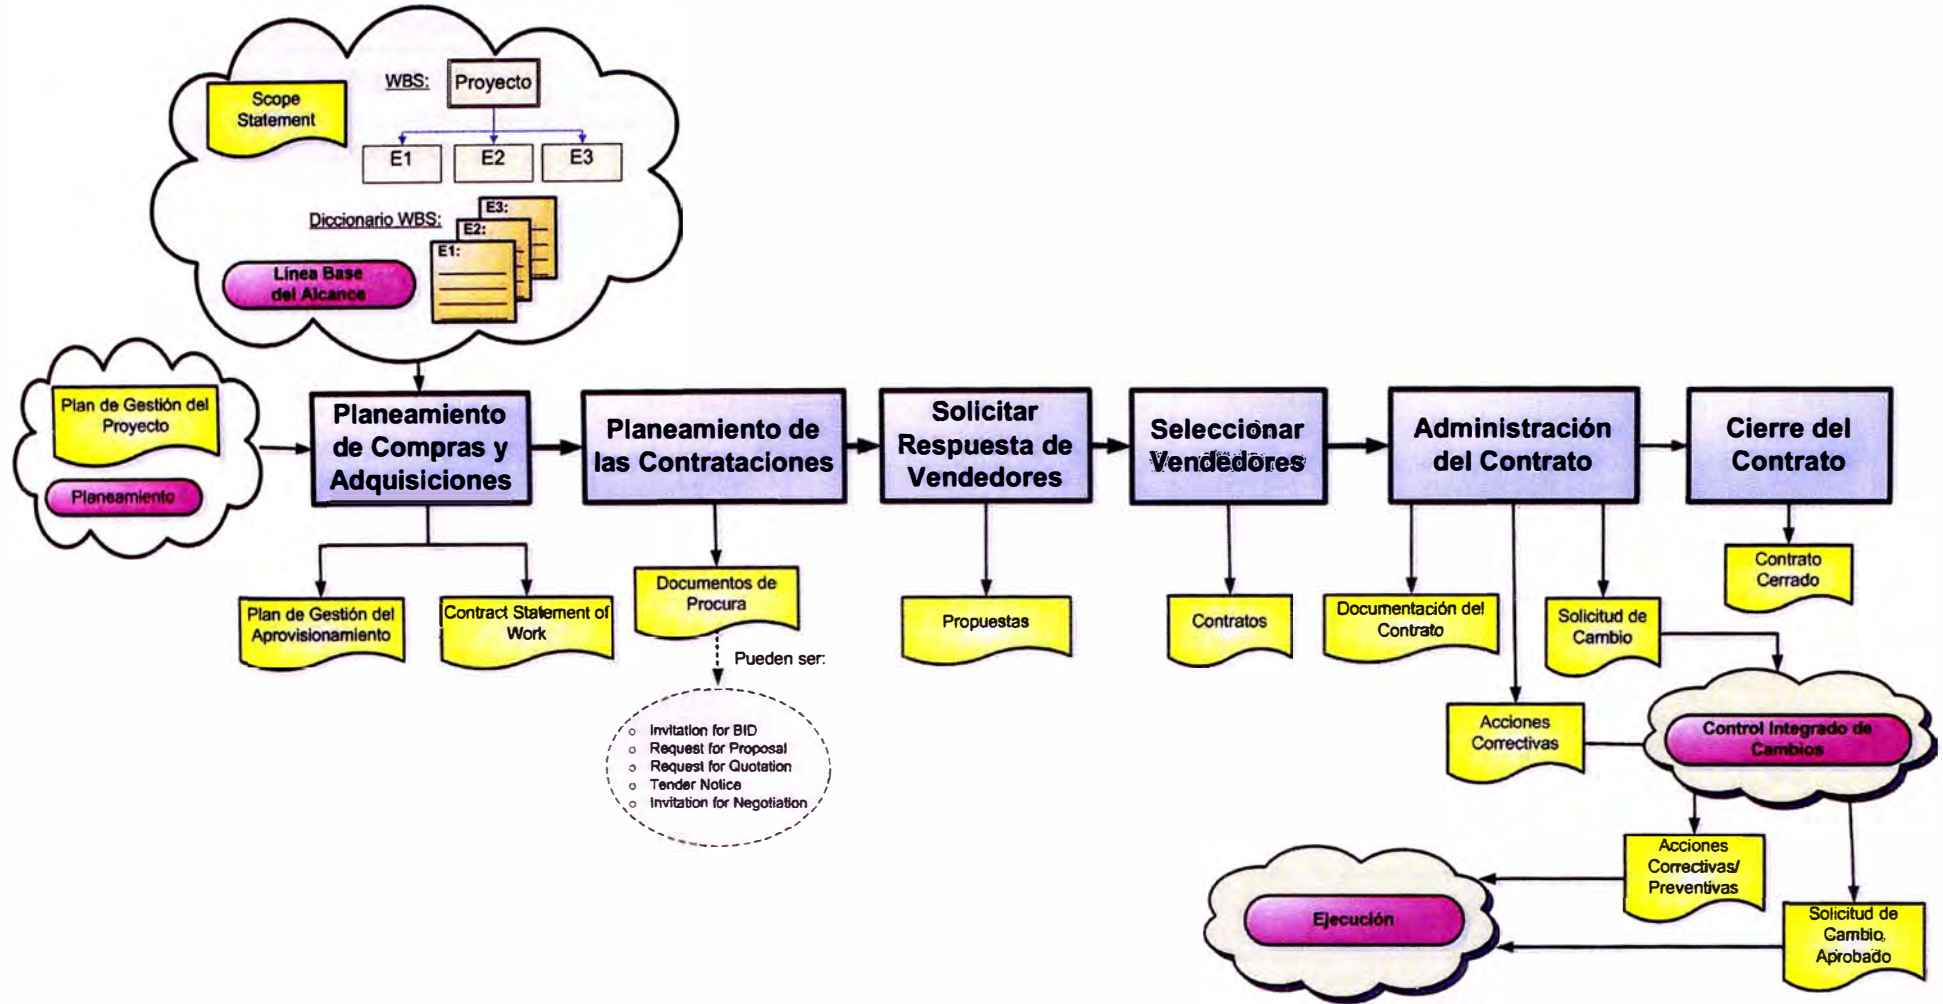 WBS:
Proyecto
Scope
Statement
E1
E2
E3
Diccionario WBS:
E3:
E2:
E1:
Línea Base
del Alcance
Plan de Gestión del
Proyecto
Planeamiento
Planeamiento
de Compras y
Adquisiciones
Planeamiento de
las Contrataciones
Solicitar
Respuesta de
Vendedores
Seleccionar
Vendedores
Administración
del Contrato
Cierre del
Contrato
Plan de Gestión del
Aprovisionamiento
Contract Statement of
Work
Documentos de
Procura
Pueden ser:
Invitation for BID
Request for Proposal
Request for Quotation
Tender Notice
Invitation for Negotiation
Propuestas
Contratos
Documentación del
Contrato
Solicitud de
Cambio
Contrato
Cerrado
Acciones
Correctivas
Control Integrado de
Cambios
Acciones
Correctivas/
Preventivas
Solicitud de
Cambio,
Aprobado
Ejecución